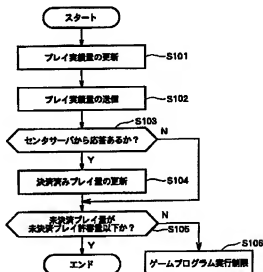 スタート
プレイ実績量の更新
S101
プレイ実績量の送信
S102
S103
センタサーバから応答あるか？
N
Y
決済済みプレイ量の更新
S104
未決済プレイ量が
未決済プレイ許容量以下か？
N
S105
Y
S106
エンド
ゲームプログラム実行制限